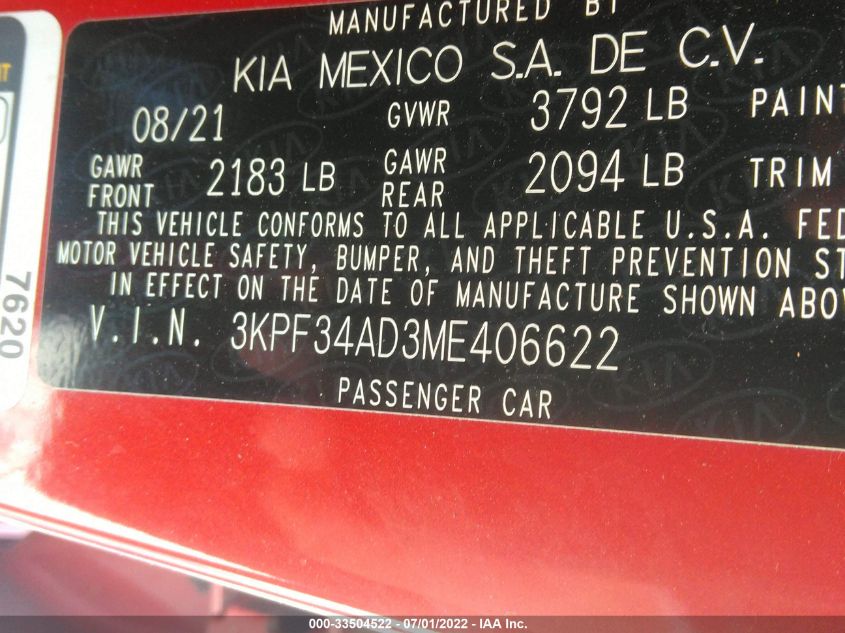 MANUFACTURED BY
KIA MEXICO S.A. DE C.V.
08/21 GVWR 3792 LB PAINT
GAWR FRONT 2183 LB GAWR REAR 2094 LB TRIM
THIS VEHICLE CONFORMS TO ALL APPLICABLE U.S.A. FED
MOTOR VEHICLE SAFETY, BUMPER, AND THEFT PREVENTION ST
IN EFFECT ON THE DATE OF MANUFACTURE SHOWN ABOV
V.I.N. 3KPF34AD3ME406622
PASSENGER CAR
7620
000-33504522 - 07/01/2022 - IAA Inc.